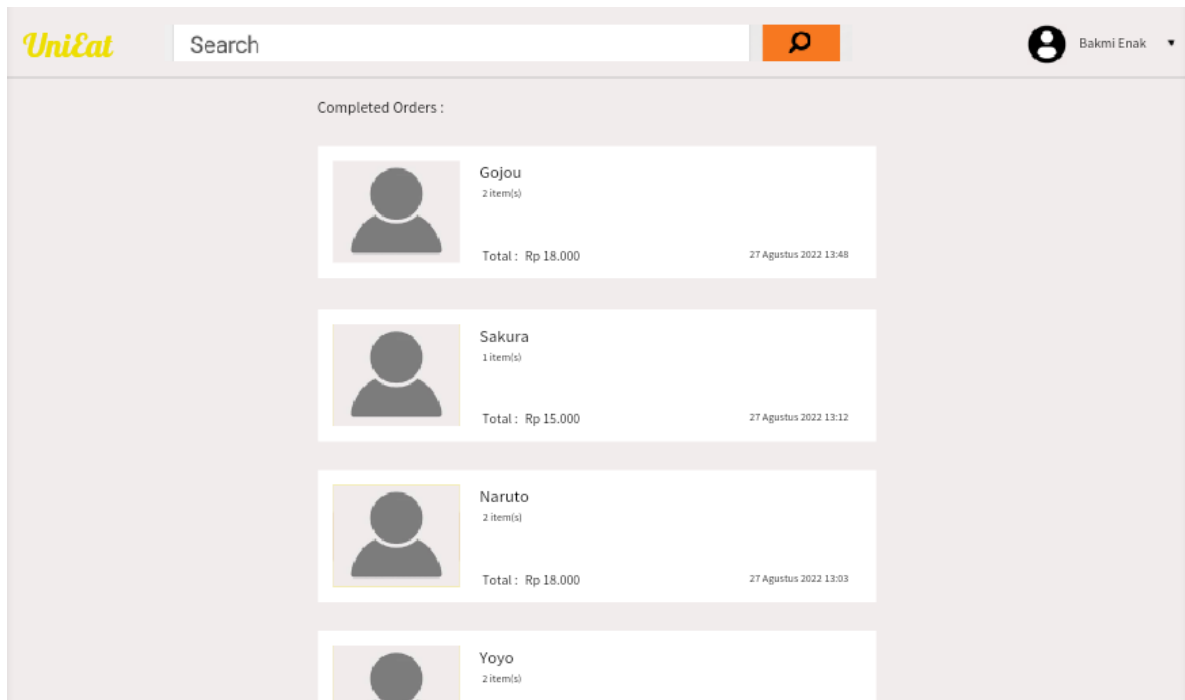 UniEat
Search
Bakmi Enak
Completed Orders :
Gojou
2 item(s)
Total : Rp 18.000
27 Agustus 2022 13:48
Sakura
1 item(s)
Total : Rp 15.000
27 Agustus 2022 13:12
Naruto
2 item(s)
Total : Rp 18.000
27 Agustus 2022 13:03
Yoyo
2 item(s)